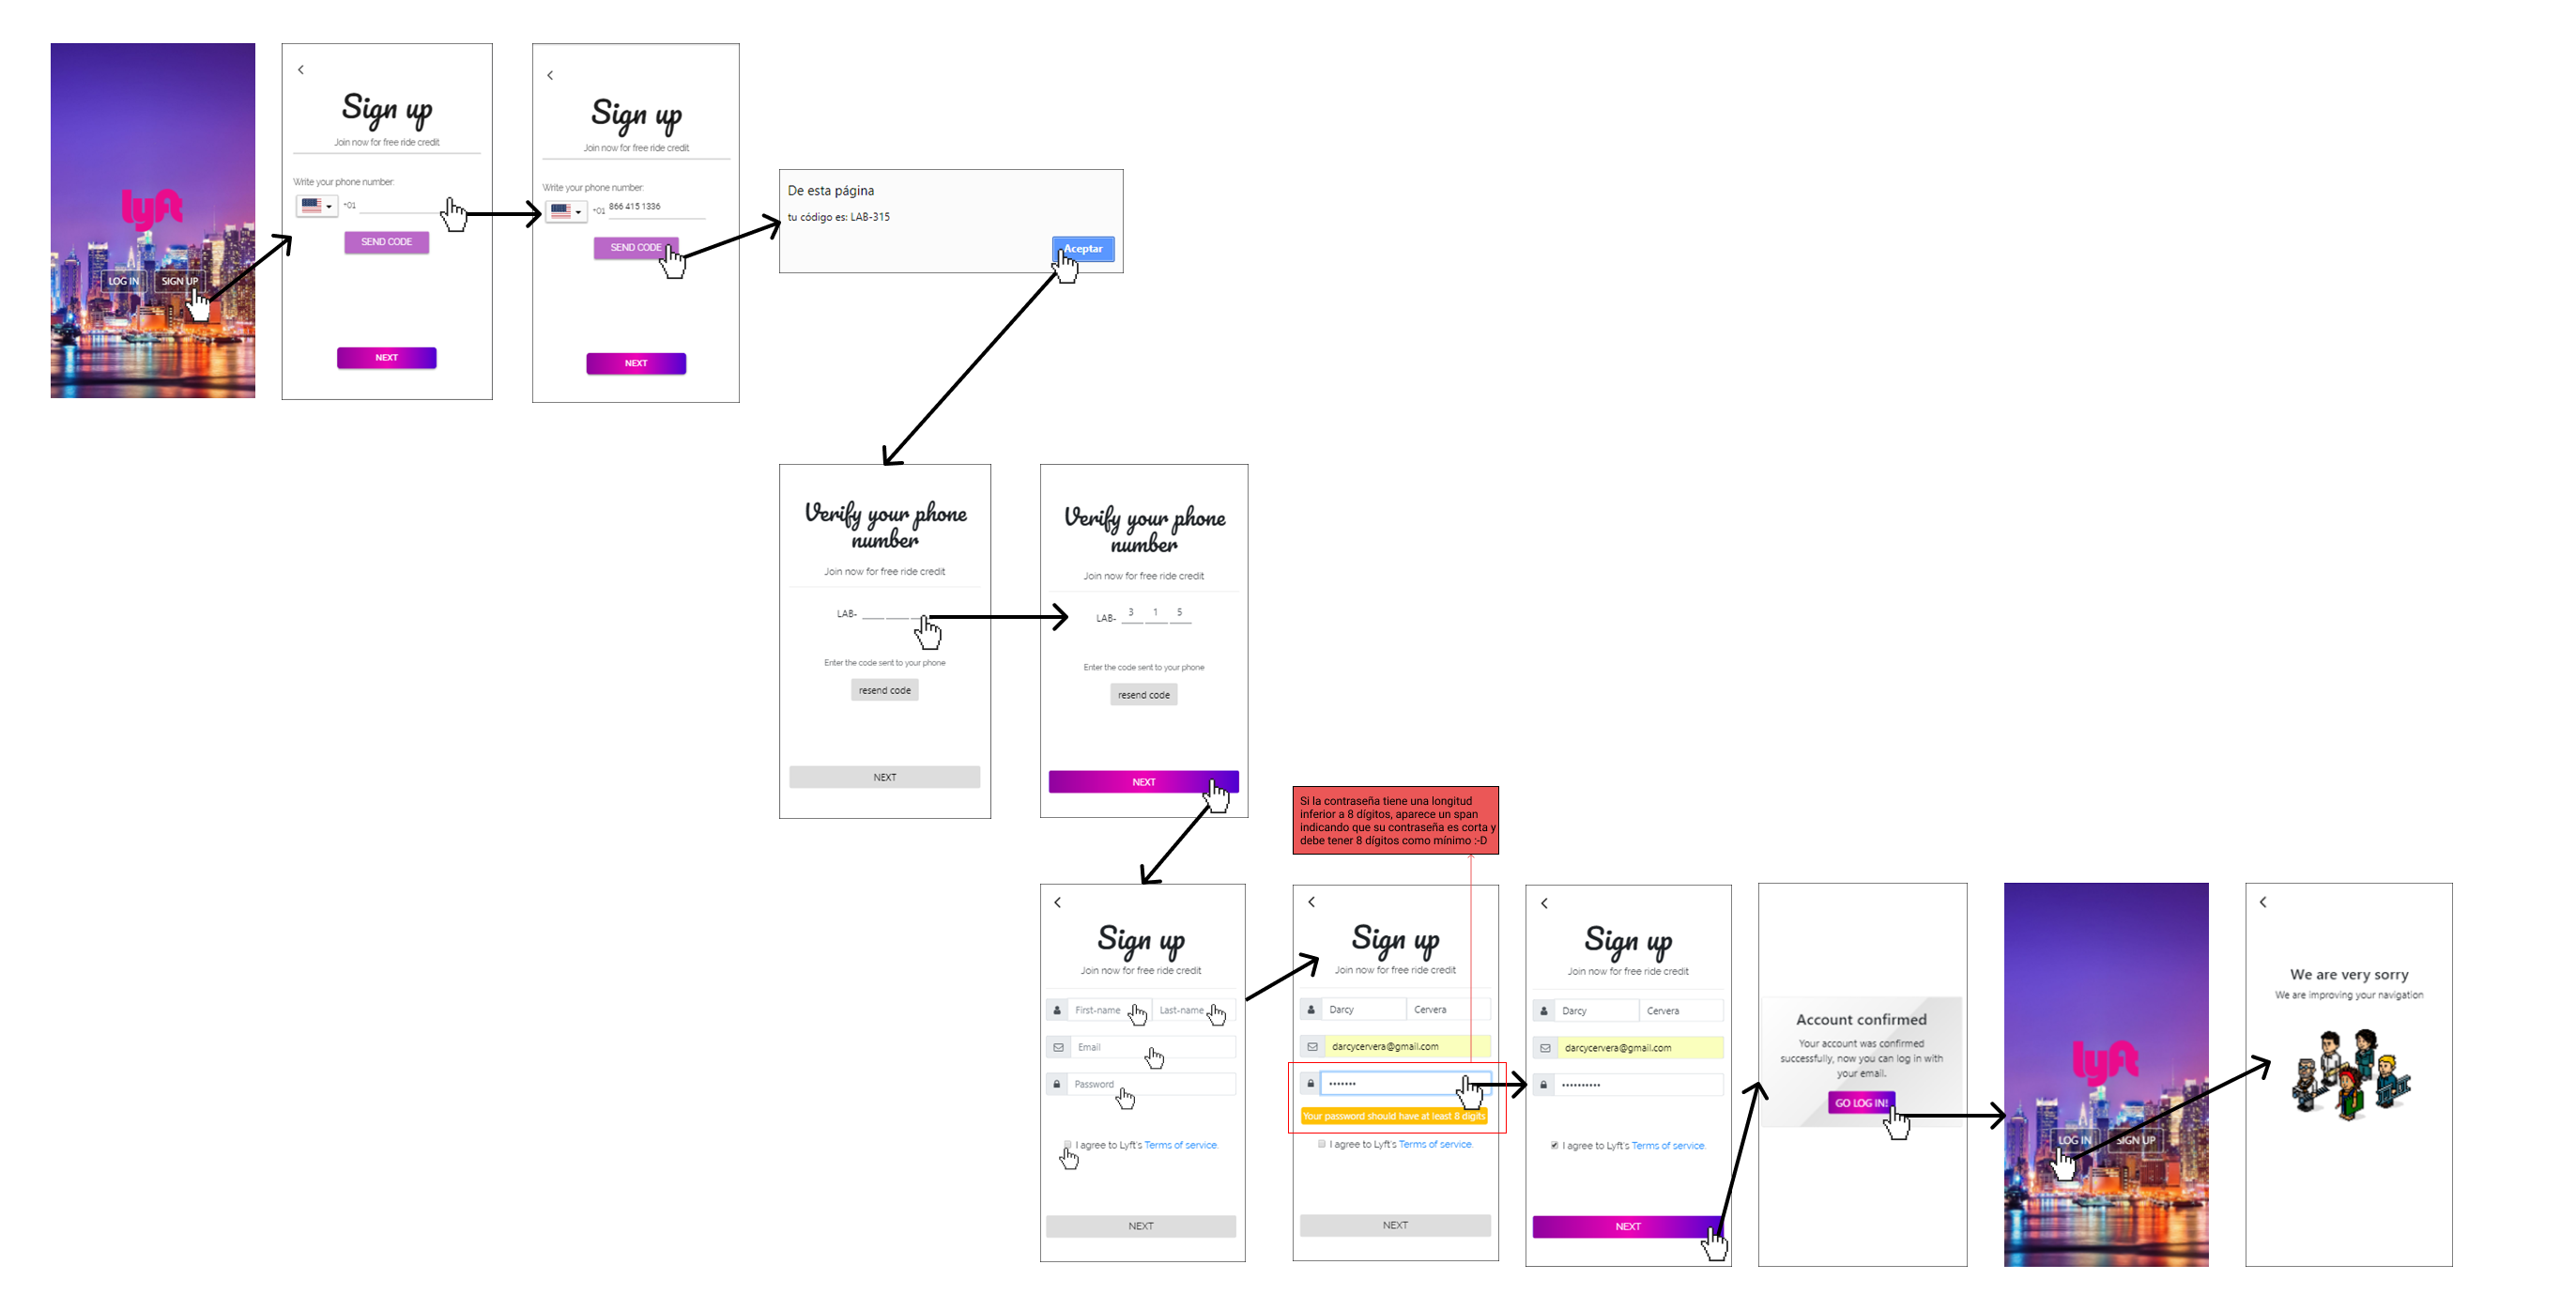 lyft
LOG IN
SIGN UP
Sign up
Join now for free ride credit
Write your phone number:
+01
SEND CODE
NEXT
Sign up
Join now for free ride credit
Write your phone number:
+01 866 415 1336
SEND CODE
NEXT
De esta página
tu código es: LAB-315
Aceptar
Verify your phone
number
Join now for free ride credit
LAB-
Enter the code sent to your phone
resend code
NEXT
Verify your phone
number
Join now for free ride credit
LAB- 3 1 5
Enter the code sent to your phone
resend code
NEXT
Si la contraseña tiene una longitud
inferior a 8 dígitos, aparece un span
indicando que su contraseña es corta y
debe tener 8 dígitos como mínimo :-D
Sign up
Join now for free ride credit
First-name Last-name
Email
Password
I agree to Lyft's Terms of service.
NEXT
Sign up
Join now for free ride credit
Darcy Cervera
darcycervera@gmail.com
•••••••
Your password should have at least 8 digits
I agree to Lyft's Terms of service.
NEXT
Sign up
Join now for free ride credit
Darcy Cervera
darcycervera@gmail.com
••••••••••
I agree to Lyft's Terms of service.
NEXT
Account confirmed
Your account was confirmed
successfully, now you can log in with
your email.
GO LOG IN!
lyft
LOG IN
SIGN UP
We are very sorry
We are improving your navigation